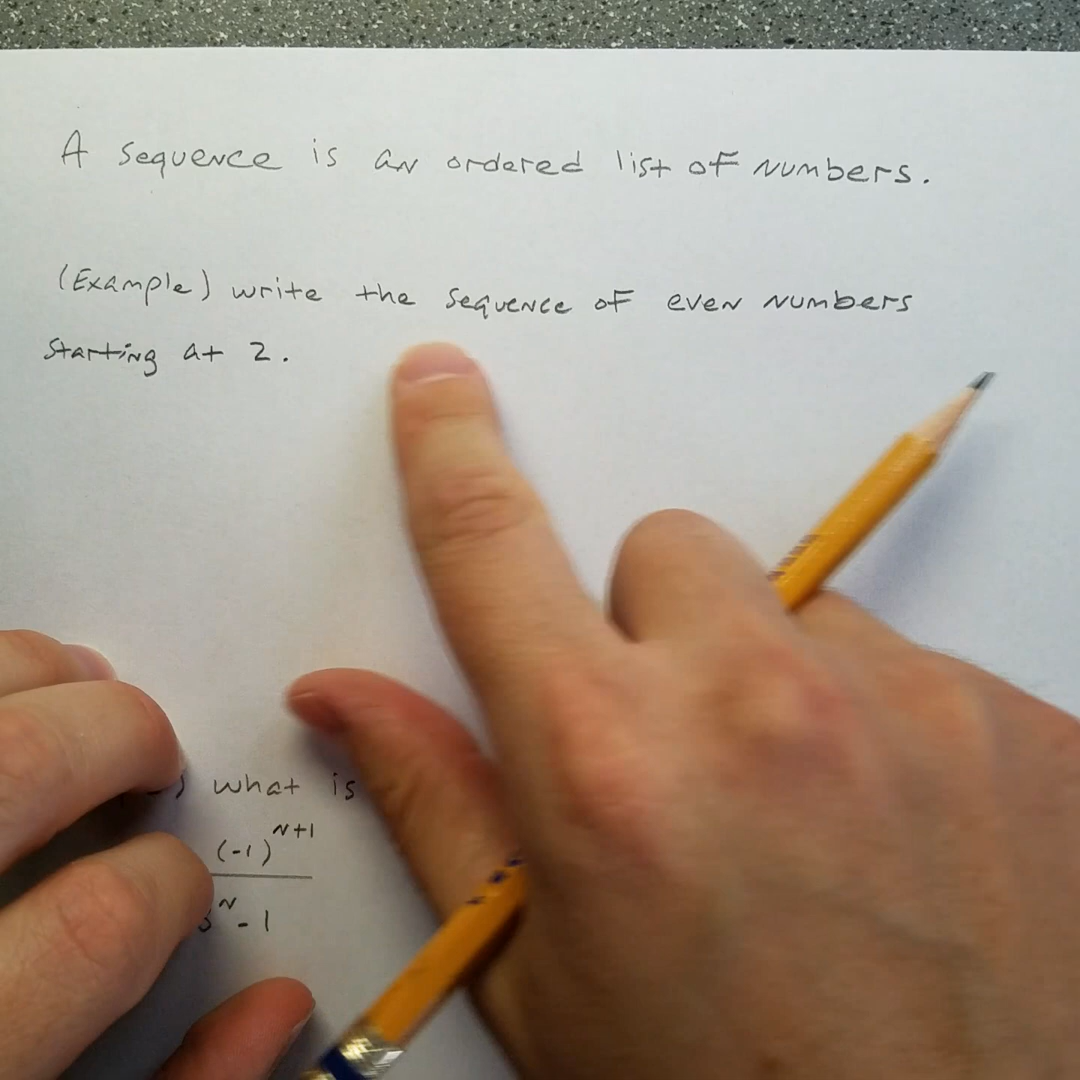 A sequence is an ordered list of numbers.
(Example) write the sequence of even numbers
starting at 2.
) what is
(-1)^{N+1}
^N - 1